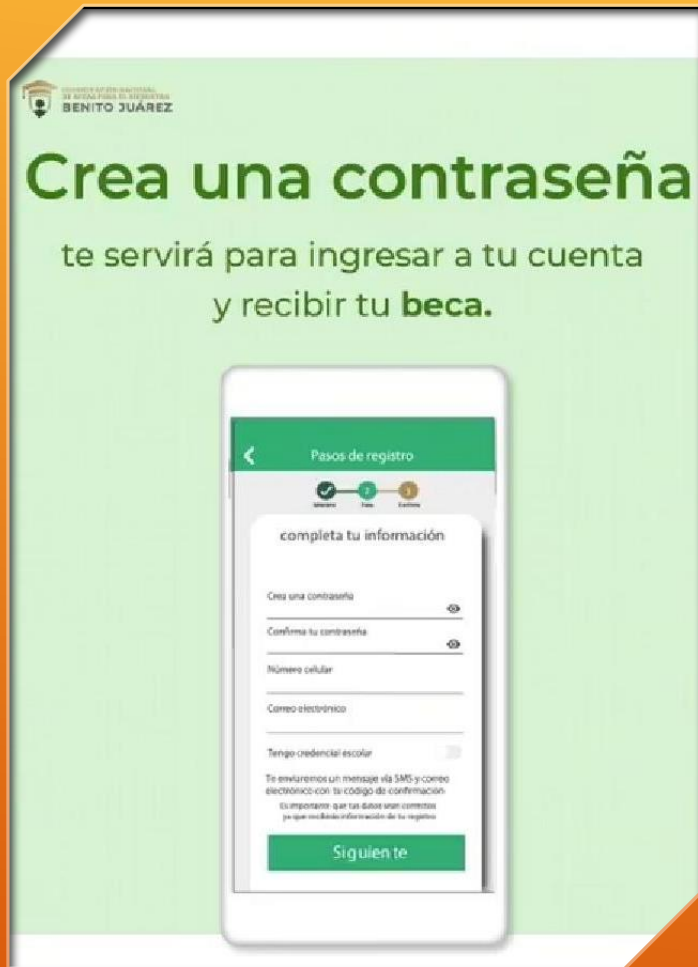 BENITO JUÁREZ
Crea una contraseña
te servirá para ingresar a tu cuenta
y recibir tu beca.
Pasos de registro
2
3
completa tu información
Crea una contraseña
Confirma tu contraseña
Número celular
Correo electrónico
Tengo credencial escolar
Te enviaremos un mensaje vía SMS y correo
electrónico con tu código de confirmación
Es importante que tus datos sean correctos
ya que recibirás información de tu registro
Siguiente